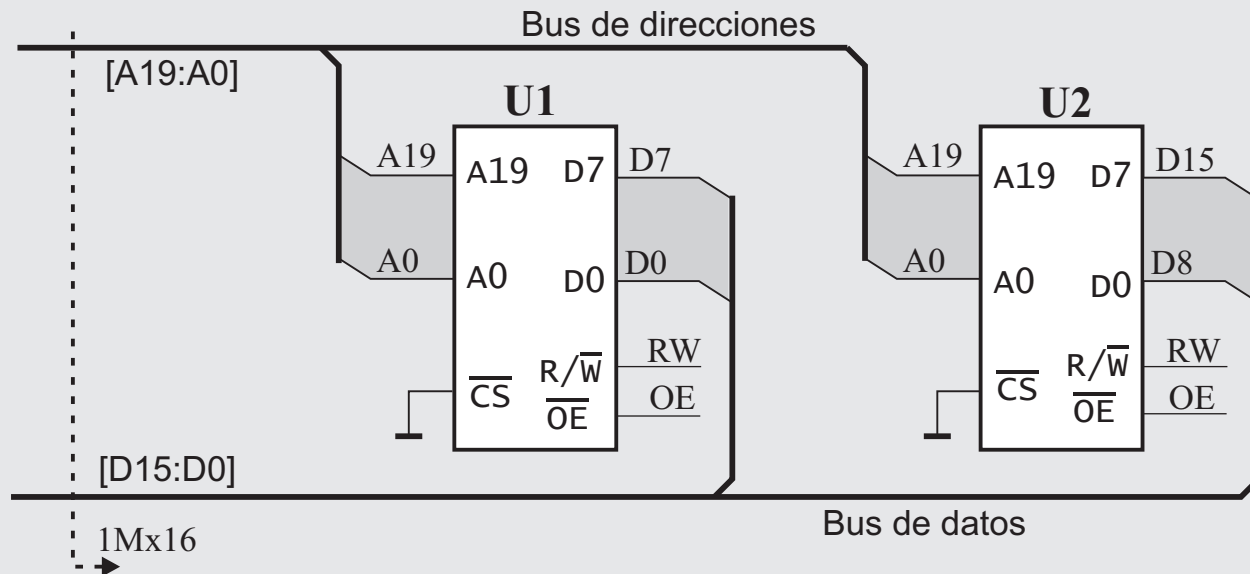 Bus de direcciones
[A19:A0]
U1
U2
A19
A19
D7
D7
A0
A0
D0
D0
R/W
RW
CS
OE
OE
A19
A19
D7
D15
A0
A0
D0
D8
R/W
RW
CS
OE
OE
[D15:D0]
Bus de datos
1Mx16